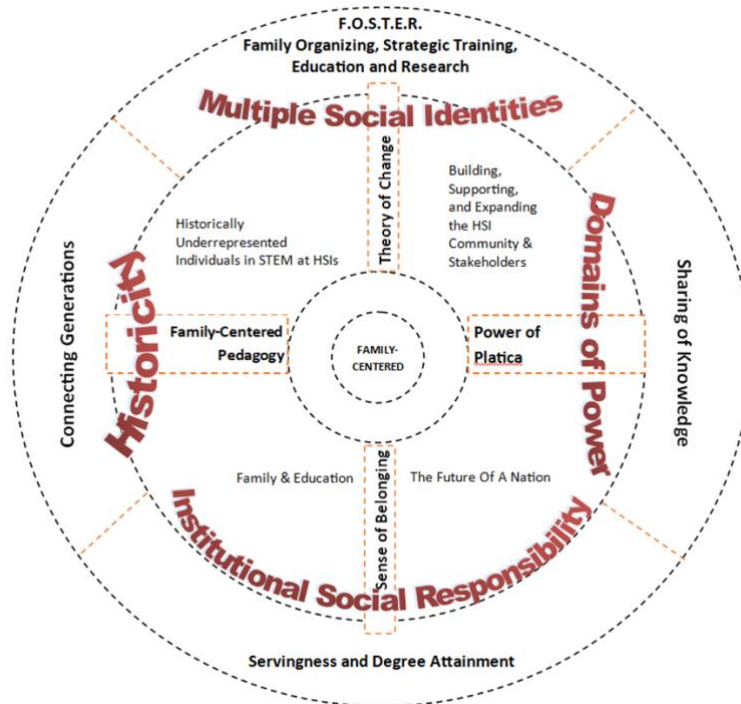 F.O.S.T.E.R.
Family Organizing, Strategic Training,
Education and Research
Multiple Social Identities
Theory of Change
Building,
Supporting,
and Expanding
the HSI
Community &
Stakeholders
Historically
Underrepresented
Individuals in STEM at HSIs
Domains of Power
Sharing of Knowledge
Connecting Generations
Historicity
Family-Centered
Pedagogy
FAMILY-
CENTERED
Power of
Platica
Family & Education
Sense of Belonging
The Future Of A Nation
Institutional Social Responsibility
Servingness and Degree Attainment